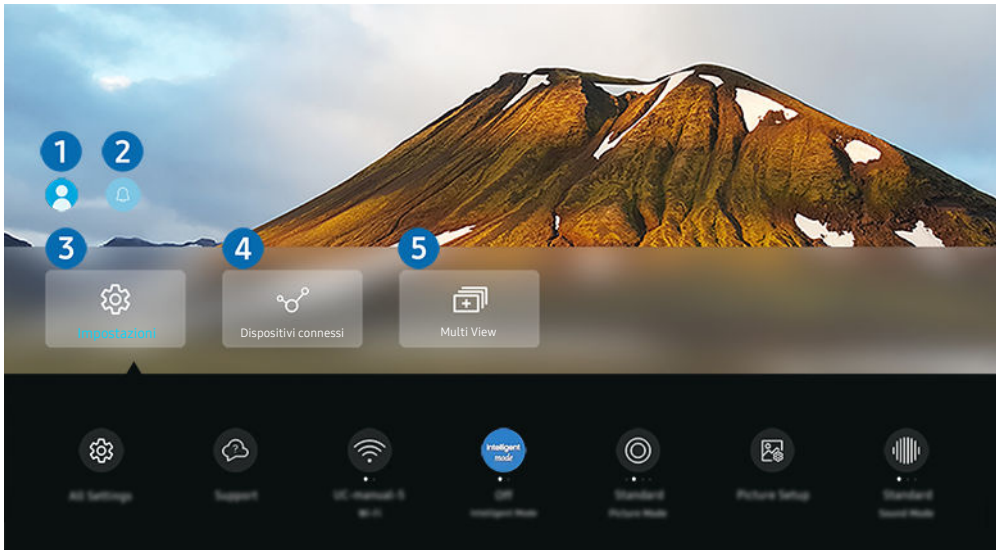 1 2
3 4 5
Impostazioni Dispositivi connessi Multi View
intelligent
mode
All Settings Support UC-manual-5 Off Standard Picture Setup Standard
Wi-Fi Intelligent Mode Picture Mode Sound Mode